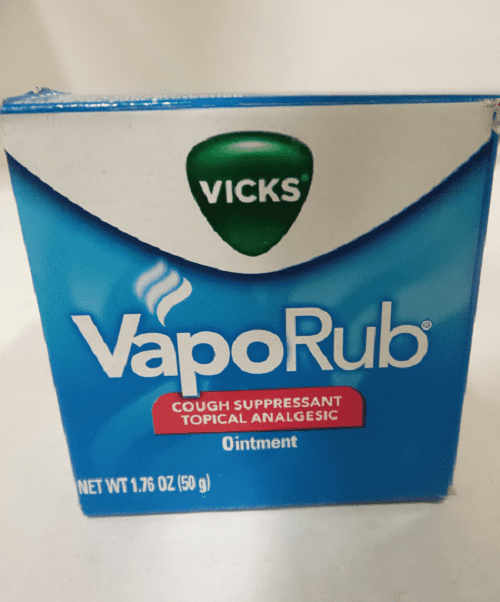 VICKS
VapoRub®
COUGH SUPPRESSANT
TOPICAL ANALGESIC
Ointment
NET WT 1.76 OZ (50 g)